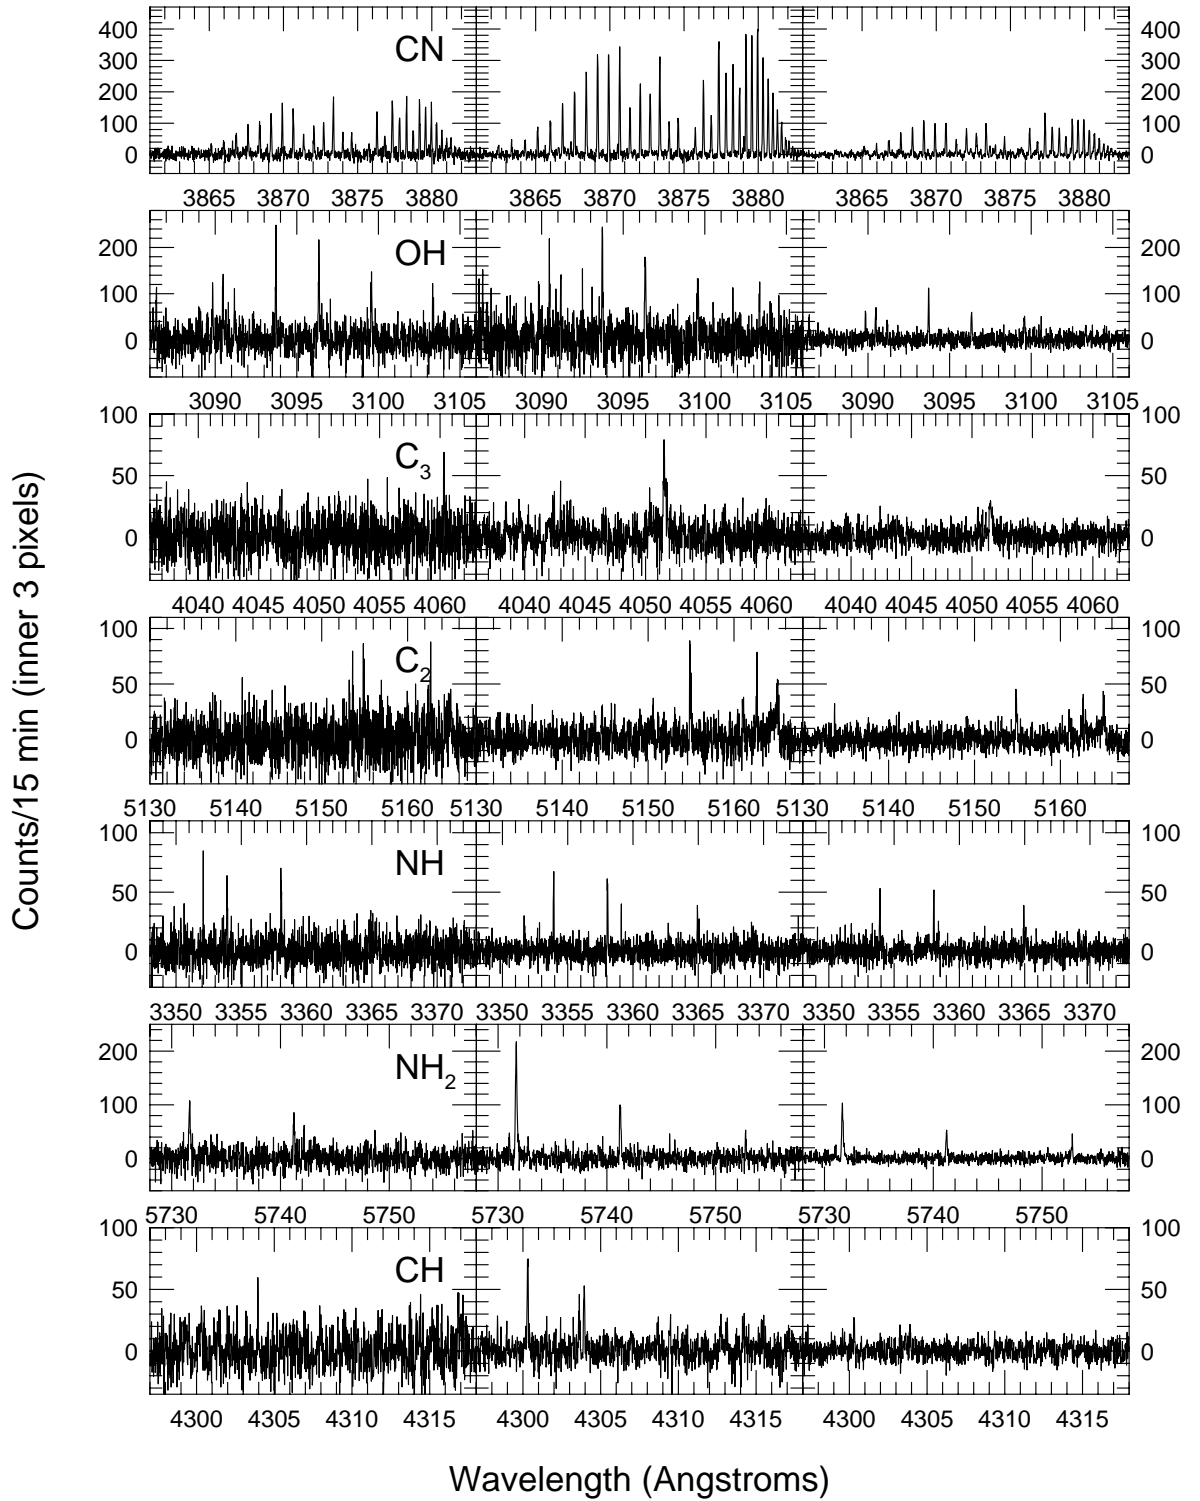 400
300
200
100
0
CN
400
300
200
100
0
3865 3870 3875 3880 3865 3870 3875 3880 3865 3870 3875 3880
200
100
0
OH
200
100
0
3090 3095 3100 3105 3090 3095 3100 3105 3090 3095 3100 3105
100
50
0
C3
100
50
0
4040 4045 4050 4055 4060 4040 4045 4050 4055 4060 4040 4045 4050 4055 4060
100
50
0
C2
100
50
0
5130 5140 5150 5160 5130 5140 5150 5160 5130 5140 5150 5160
100
50
0
NH
100
50
0
3350 3355 3360 3365 3370 3350 3355 3360 3365 3370 3350 3355 3360 3365 3370
200
100
0
NH2
200
100
0
5730 5740 5750 5730 5740 5750 5730 5740 5750
100
50
0
CH
100
50
0
4300 4305 4310 4315 4300 4305 4310 4315 4300 4305 4310 4315
Counts/15 min (inner 3 pixels)
Wavelength (Angstroms)